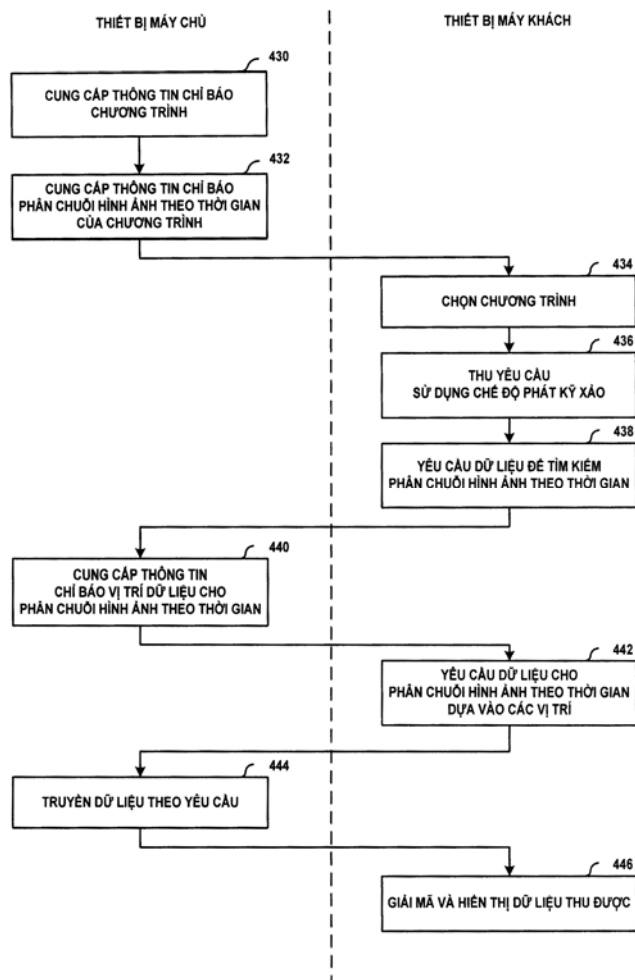 THIẾT BỊ MÁY CHỦ
THIẾT BỊ MÁY KHÁCH
430
CUNG CẤP THÔNG TIN CHỈ BÁO
CHƯƠNG TRÌNH
432
CUNG CẤP THÔNG TIN CHỈ BÁO
PHÂN CHUỖI HÌNH ẢNH THEO THỜI GIAN
CỦA CHƯƠNG TRÌNH
434
CHỌN CHƯƠNG TRÌNH
436
THU YÊU CẦU
SỬ DỤNG CHẾ ĐỘ PHÁT KỸ XẢO
438
YÊU CẦU DỮ LIỆU ĐỂ TÌM KIẾM
PHÂN CHUỖI HÌNH ẢNH THEO THỜI GIAN
440
CUNG CẤP THÔNG TIN
CHỈ BÁO VỊ TRÍ DỮ LIỆU CHO
PHÂN CHUỖI HÌNH ẢNH THEO THỜI GIAN
442
YÊU CẦU DỮ LIỆU CHO
PHÂN CHUỖI HÌNH ẢNH THEO THỜI GIAN
DỰA VÀO CÁC VỊ TRÍ
444
TRUYỀN DỮ LIỆU THEO YÊU CẦU
446
GIẢI MÃ VÀ HIỂN THỊ DỮ LIỆU THU ĐƯỢC